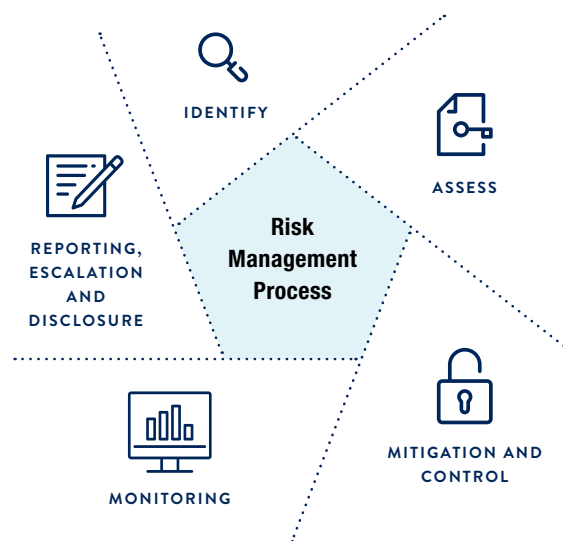 IDENTIFY
ASSESS
Risk
Management
Process
REPORTING,
ESCALATION
AND
DISCLOSURE
MITIGATION AND
CONTROL
MONITORING